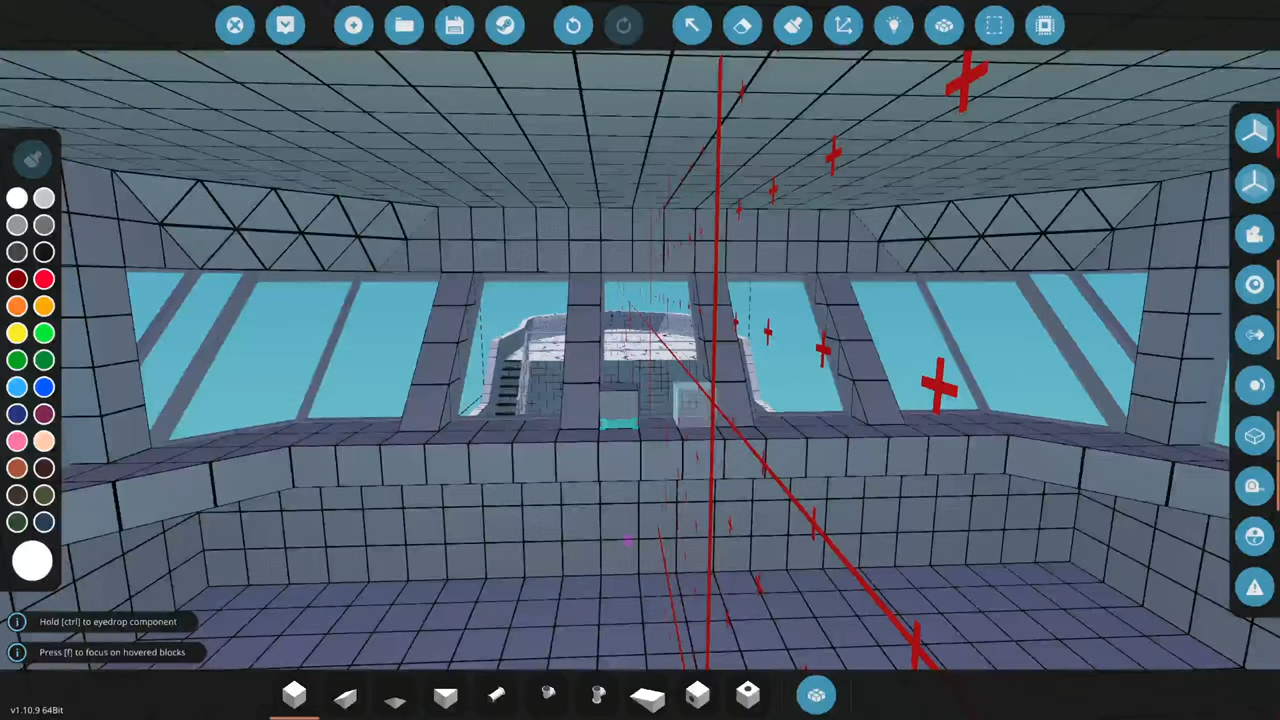 Hold [ctrl] to eyedrop component
Press [f] to focus on hovered blocks
v1.10.9 64Bit